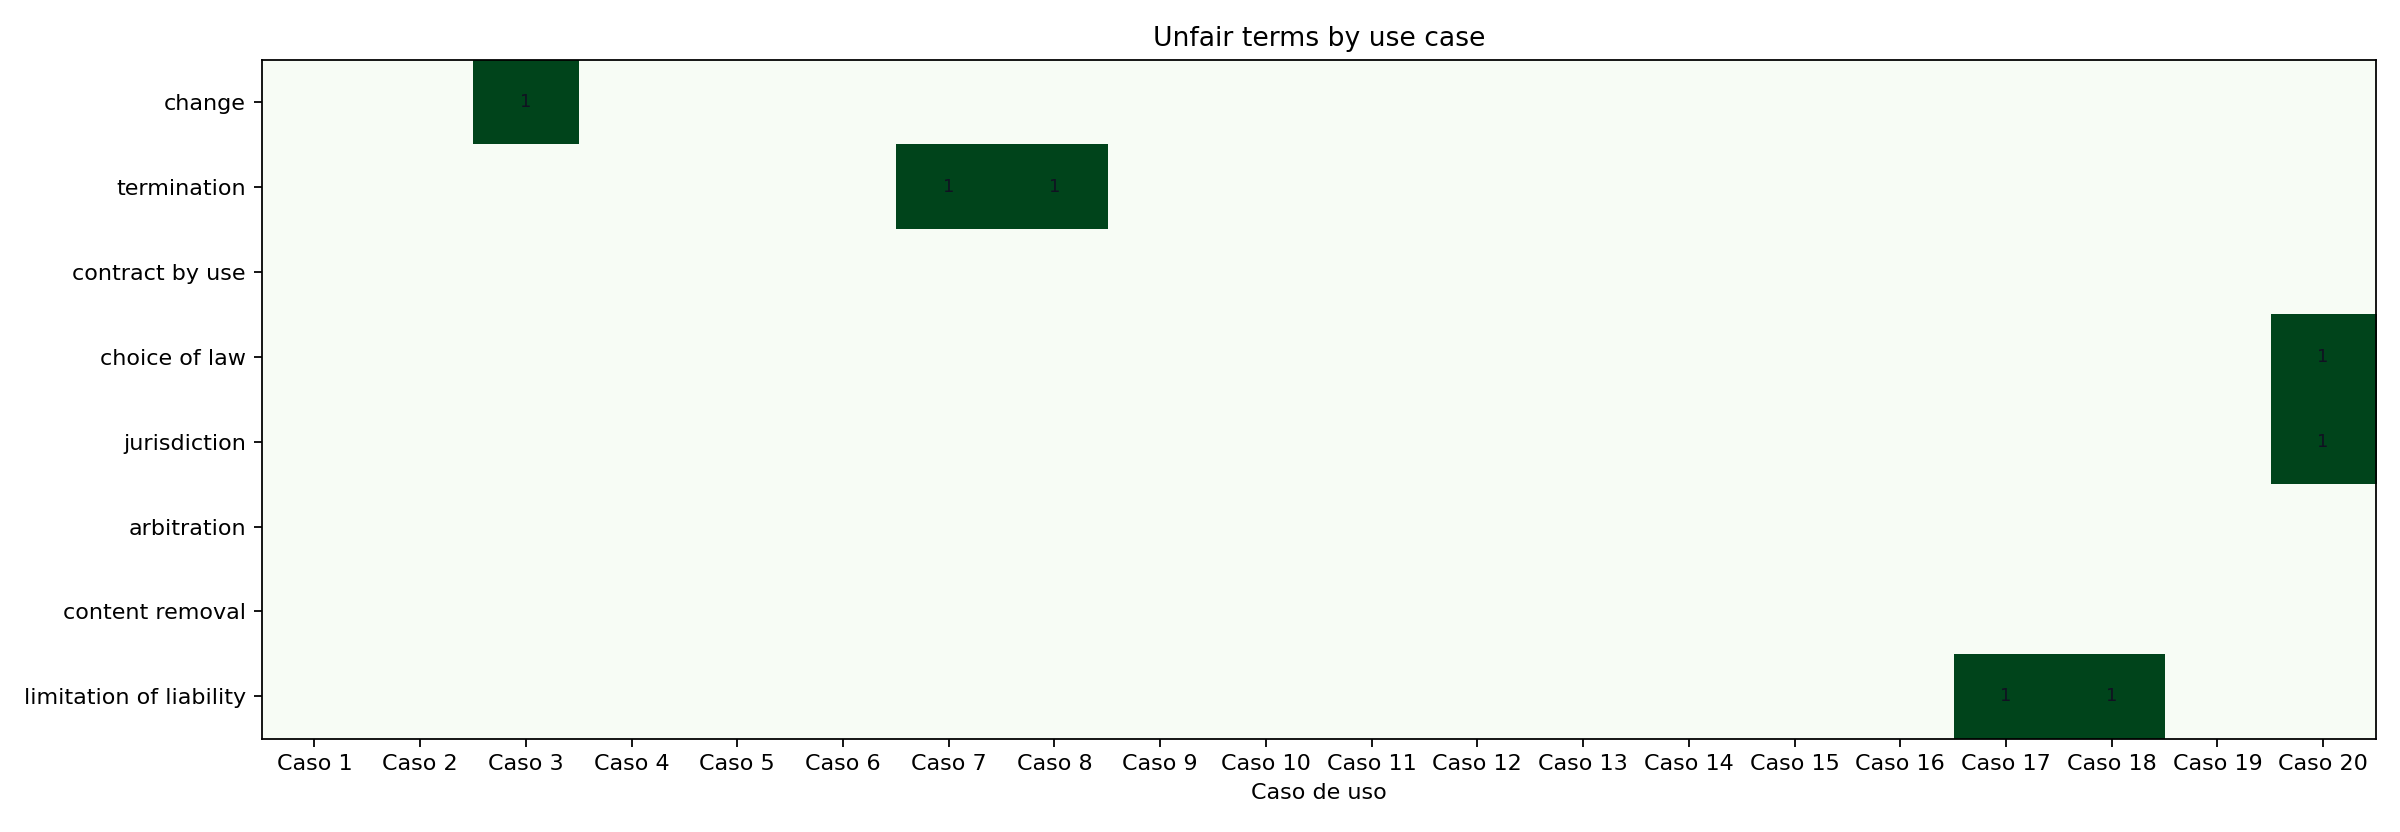 Unfair terms by use case
change
1
termination
1 1
contract by use
choice of law
1
jurisdiction
1
arbitration
content removal
limitation of liability
1 1
Caso 1 Caso 2 Caso 3 Caso 4 Caso 5 Caso 6 Caso 7 Caso 8 Caso 9 Caso 10 Caso 11 Caso 12 Caso 13 Caso 14 Caso 15 Caso 16 Caso 17 Caso 18 Caso 19 Caso 20
Caso de uso